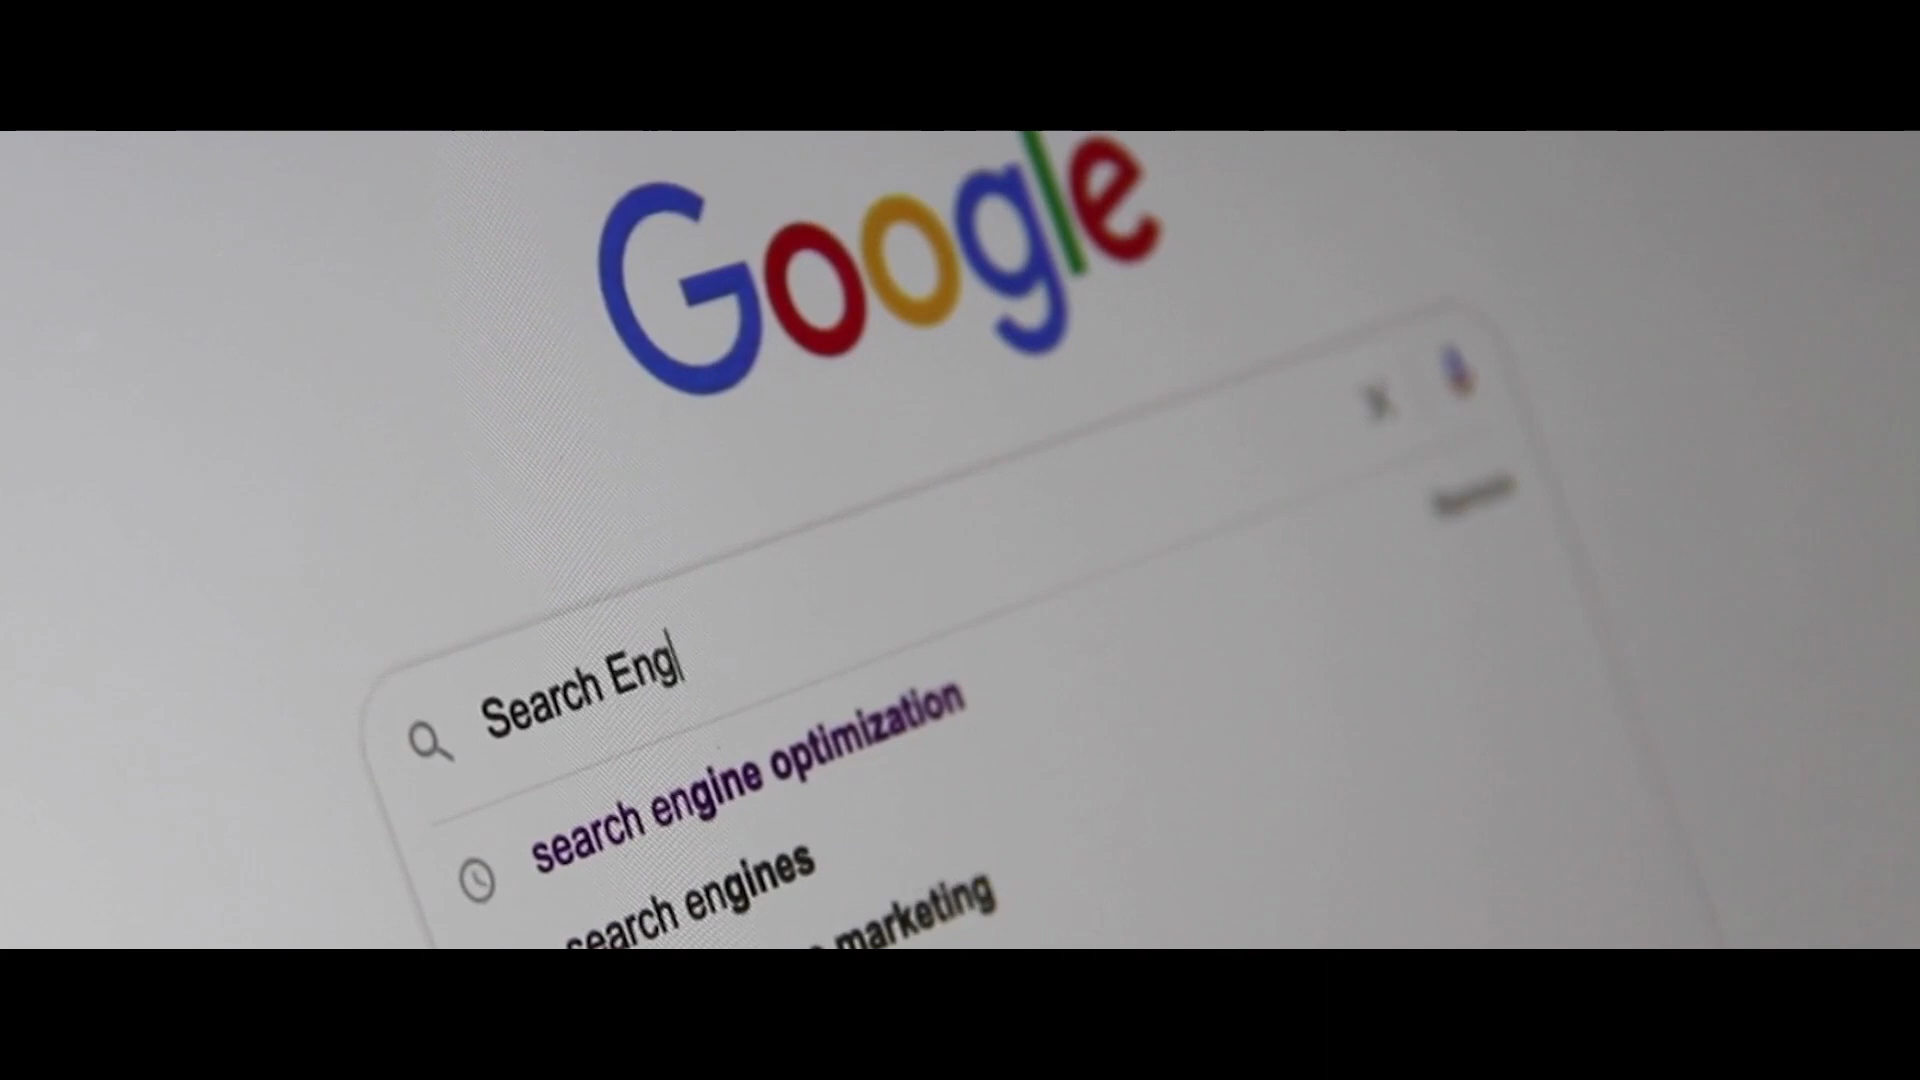 Google
Search Eng
search engine optimization
search engines
marketing